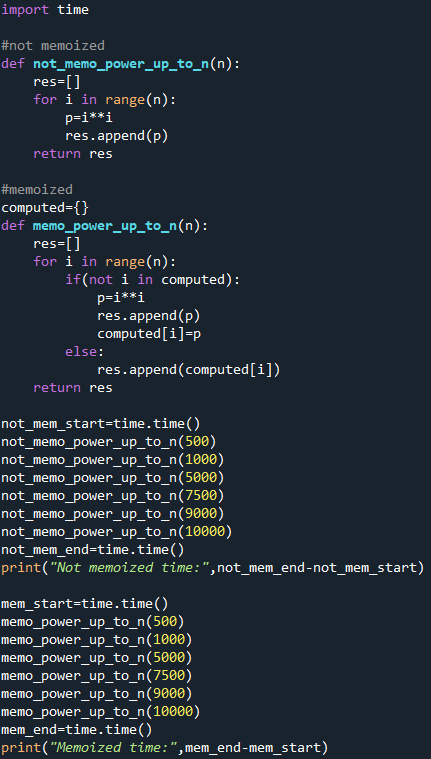 import time

#not memoized
def not_memo_power_up_to_n(n):
    res=[]
    for i in range(n):
        p=i**i
        res.append(p)
    return res

#memoized
computed={}
def memo_power_up_to_n(n):
    res=[]
    for i in range(n):
        if(not i in computed):
            p=i**i
            res.append(p)
            computed[i]=p
        else:
            res.append(computed[i])
    return res

not_mem_start=time.time()
not_memo_power_up_to_n(500)
not_memo_power_up_to_n(1000)
not_memo_power_up_to_n(5000)
not_memo_power_up_to_n(7500)
not_memo_power_up_to_n(9000)
not_memo_power_up_to_n(10000)
not_mem_end=time.time()
print("Not memoized time:",not_mem_end-not_mem_start)

mem_start=time.time()
memo_power_up_to_n(500)
memo_power_up_to_n(1000)
memo_power_up_to_n(5000)
memo_power_up_to_n(7500)
memo_power_up_to_n(9000)
memo_power_up_to_n(10000)
mem_end=time.time()
print("Memoized time:",mem_end-mem_start)